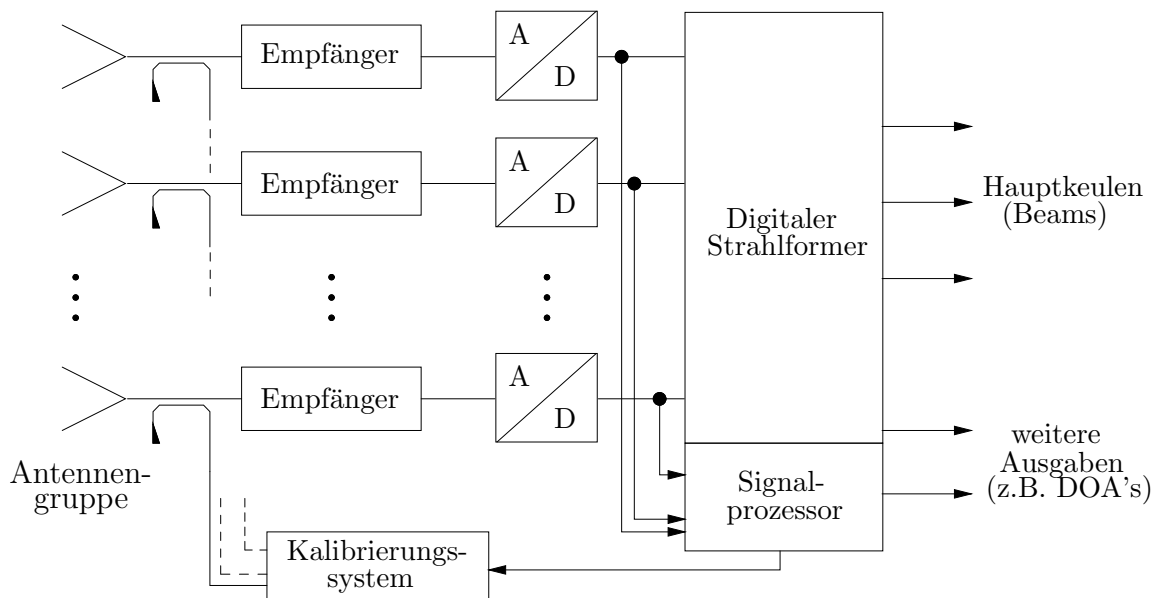 Empfänger
A
D
Empfänger
A
D
Digitaler
Strahlformer
Hauptkeulen
(Beams)
Empfänger
A
D
Antennen-
gruppe
Signal-
prozessor
weitere
Ausgaben
(z.B. DOA's)
Kalibrierungs-
system